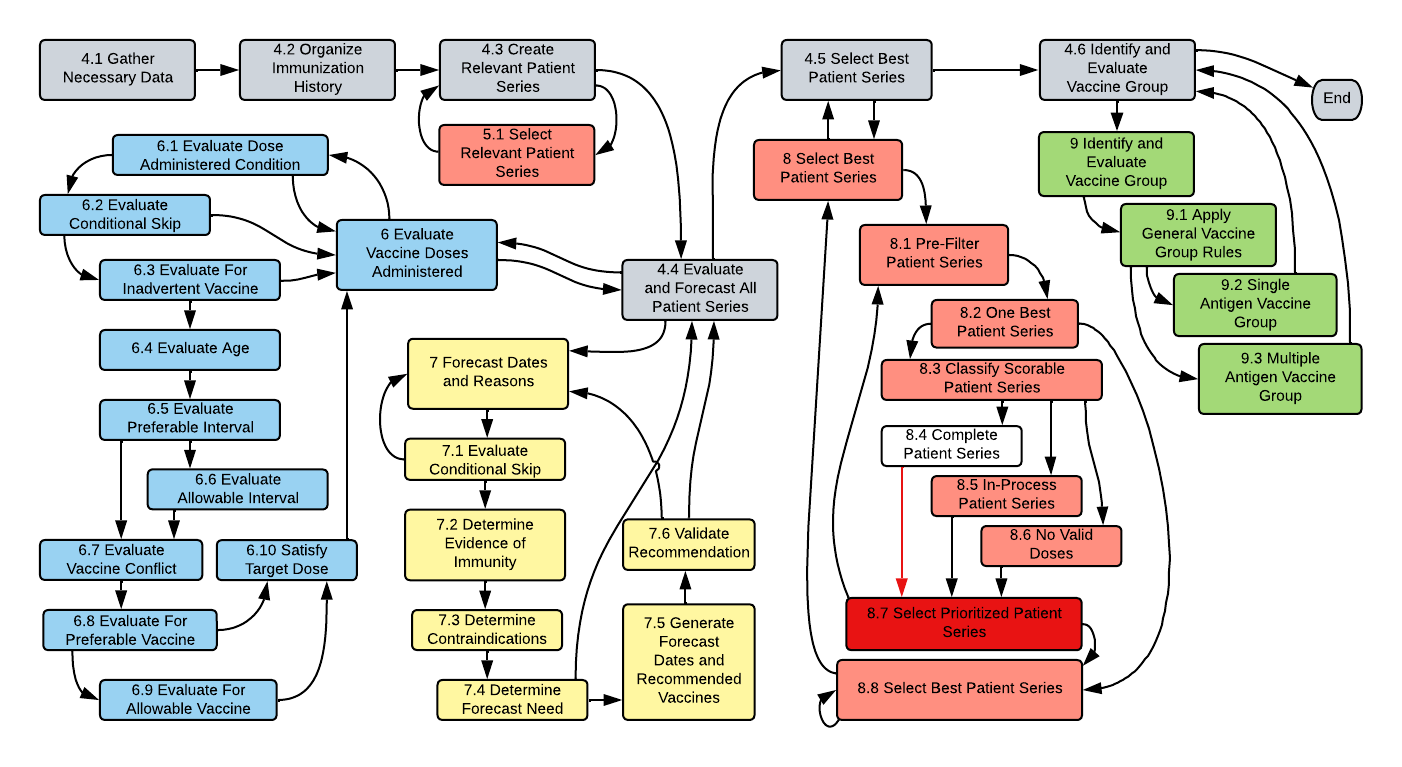 4.1 Gather
Necessary Data
4.2 Organize
Immunization
History
4.3 Create
Relevant Patient
Series
5.1 Select
Relevant Patient
Series
4.5 Select Best
Patient Series
4.6 Identify and
Evaluate
Vaccine Group
End
6.1 Evaluate Dose
Administered Condition
6.2 Evaluate
Conditional Skip
6 Evaluate
Vaccine Doses
Administered
6.3 Evaluate For
Inadvertent Vaccine
6.4 Evaluate Age
6.5 Evaluate
Preferable Interval
6.6 Evaluate
Allowable Interval
6.7 Evaluate
Vaccine Conflict
6.10 Satisfy
Target Dose
6.8 Evaluate For
Preferable Vaccine
6.9 Evaluate For
Allowable Vaccine
4.4 Evaluate
and Forecast All
Patient Series
7 Forecast Dates
and Reasons
7.1 Evaluate
Conditional Skip
7.2 Determine
Evidence of
Immunity
7.3 Determine
Contraindications
7.4 Determine
Forecast Need
7.6 Validate
Recommendation
7.5 Generate
Forecast
Dates and
Recommended
Vaccines
8 Select Best
Patient Series
8.1 Pre-Filter
Patient Series
8.2 One Best
Patient Series
8.3 Classify Scorable
Patient Series
8.4 Complete
Patient Series
8.5 In-Process
Patient Series
8.6 No Valid
Doses
8.7 Select Prioritized Patient
Series
8.8 Select Best Patient Series
9 Identify and
Evaluate
Vaccine Group
9.1 Apply
General Vaccine
Group Rules
9.2 Single
Antigen Vaccine
Group
9.3 Multiple
Antigen Vaccine
Group